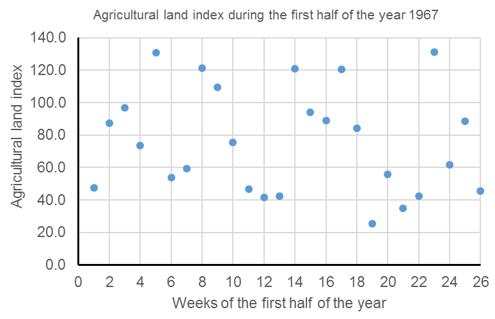 Agricultural land index during the first half of the year 1967
140.0
120.0
100.0
80.0
60.0
40.0
20.0
0.0
Agricultural land index
0 2 4 6 8 10 12 14 16 18 20 22 24 26
Weeks of the first half of the year